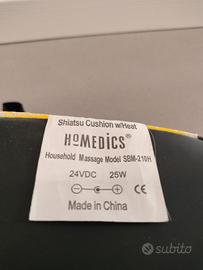 Shiatsu Cushion w/Heat
HOMEDICS®
Household Massage Model SBM-210H
24VDC 25W
CE
Made in China
subito